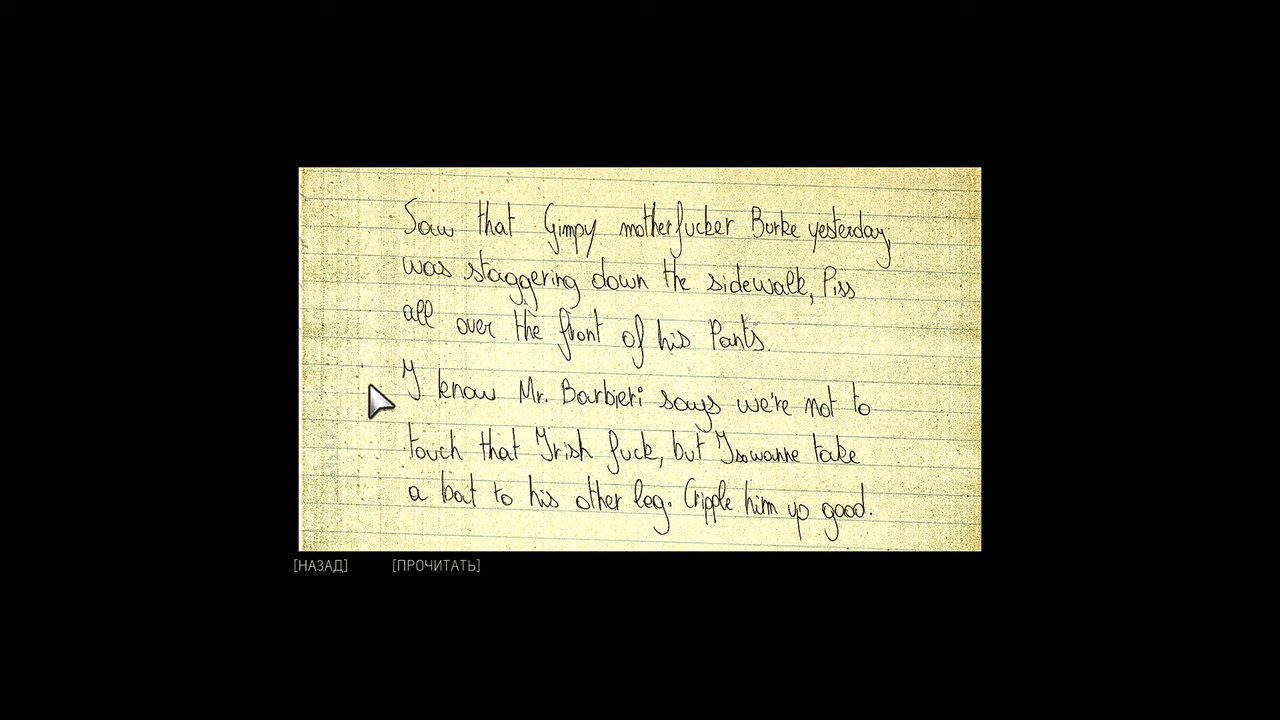 Saw that Gimpy motherfucker Burke yesterday,
was staggering down the sidewalk, Piss
all over the front of his Pants.
I know Mr. Barbieri says we're not to
touch that Irish fuck, but I so wanne take
a bat to his other leg. Cripple him up good.
[НАЗАД] [ПРОЧИТАТЬ]